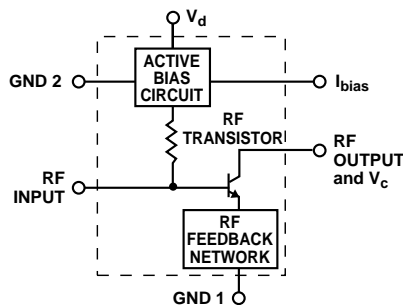 V_d
ACTIVE
BIAS
CIRCUIT
GND 2
I_bias
RF
TRANSISTOR
RF
OUTPUT
and V_c
RF
INPUT
RF
FEEDBACK
NETWORK
GND 1